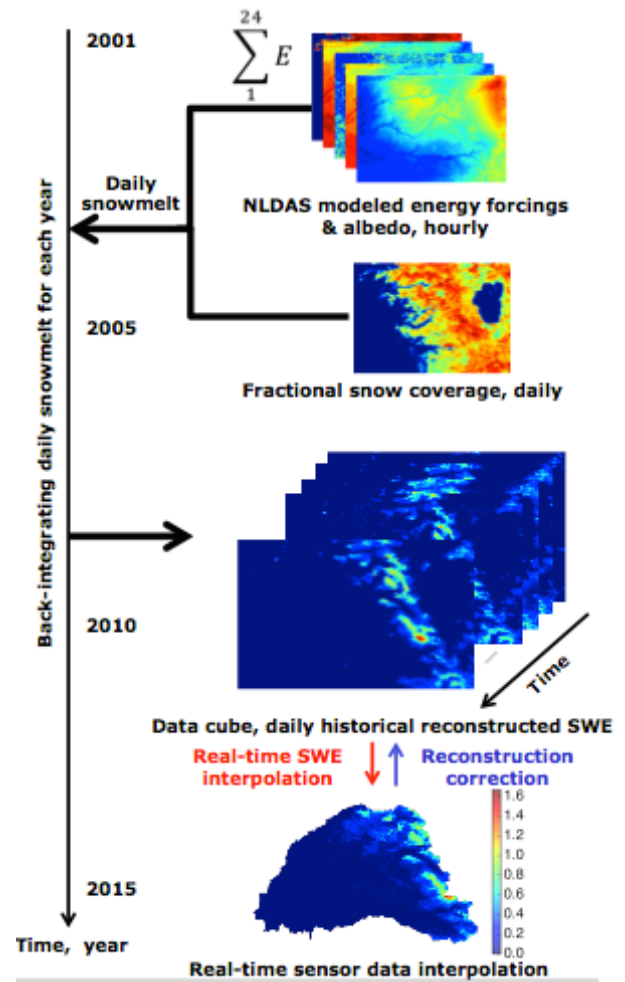 2001
24
∑ E
1
Daily
snowmelt
NLDAS modeled energy forcings
& albedo, hourly
2005
Fractional snow coverage, daily
Back-integrating daily snowmelt for each year
2010
Time
Data cube, daily historical reconstructed SWE
Real-time SWE
interpolation
Reconstruction
correction
1.6
1.4
1.2
1.0
0.8
0.6
0.4
0.2
0.0
2015
Time, year
Real-time sensor data interpolation